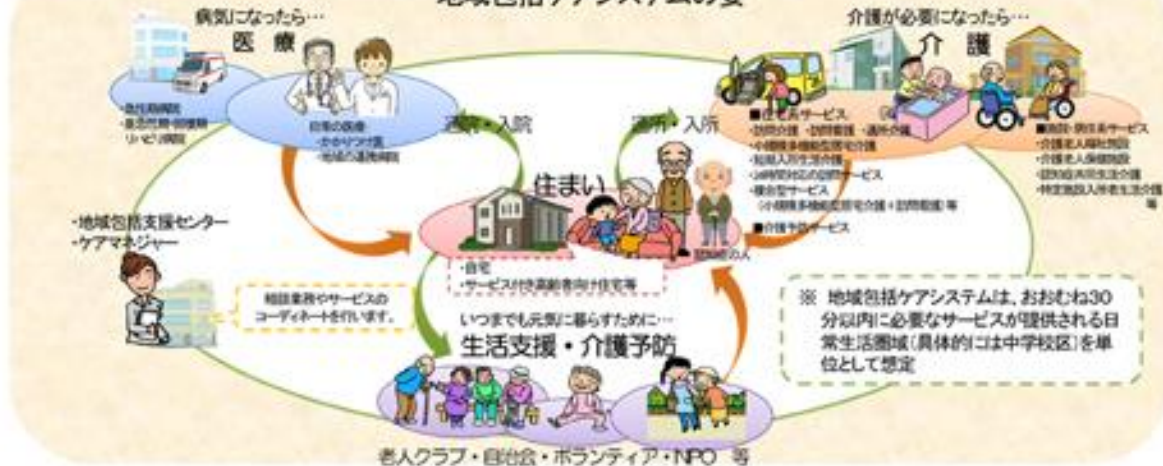 地域包括ケアシステムの姿
病気になったら…
医 療
介護が必要になったら…
介 護
・急性期病院
・亜急性期・回復期
リハビリ病院
日常の医療:
・かかりつけ医
・地域の連携病院
通院・入院
通所・入所
■在宅系サービス
・訪問介護 ・訪問看護 ・通所介護
・小規模多機能型居宅介護
・短期入所生活介護
・24時間対応の訪問サービス
・複合型サービス
(小規模多機能型居宅介護+訪問看護) 等
■介護予防サービス
■施設・居住系サービス
・介護老人福祉施設
・介護老人保健施設
・認知症共同生活介護
・特定施設入所者生活介護
等
住まい
認知症の人
・自宅
・サービス付き高齢者向け住宅等
・地域包括支援センター
・ケアマネジャー
相談業務やサービスの
コーディネートを行います。
いつまでも元気に暮らすために…
生活支援・介護予防
老人クラブ・自治会・ボランティア・NPO 等
※ 地域包括ケアシステムは、おおむね30
分以内に必要なサービスが提供される日
常生活圏域(具体的には中学校区)を単
位として想定